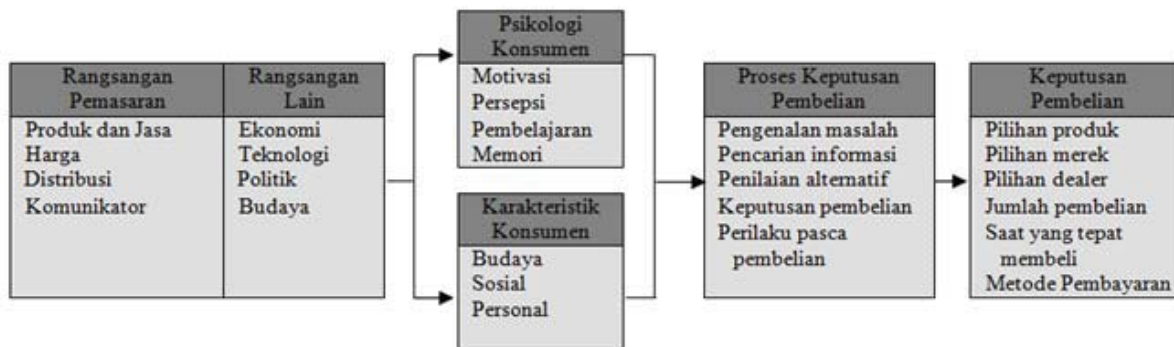 Rangsangan
Pemasaran
Produk dan Jasa
Harga
Distribusi
Komunikator
Rangsangan
Lain
Ekonomi
Teknologi
Politik
Budaya
Psikologi
Konsumen
Motivasi
Persepsi
Pembelajaran
Memori
Karakteristik
Konsumen
Budaya
Sosial
Personal
Proses Keputusan
Pembelian
Pengenalan masalah
Pencarian informasi
Penilaian alternatif
Keputusan pembelian
Perilaku pasca
pembelian
Keputusan
Pembelian
Pilihan produk
Pilihan merek
Pilihan dealer
Jumlah pembelian
Saat yang tepat
membeli
Metode Pembayaran